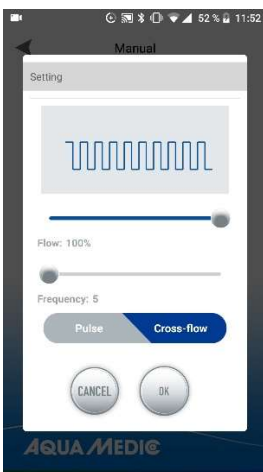 52 % 11:52
Manual
Setting
Flow: 100%
Frequency: 5
Pulse Cross-flow
CANCEL OK
AQUA MEDIC